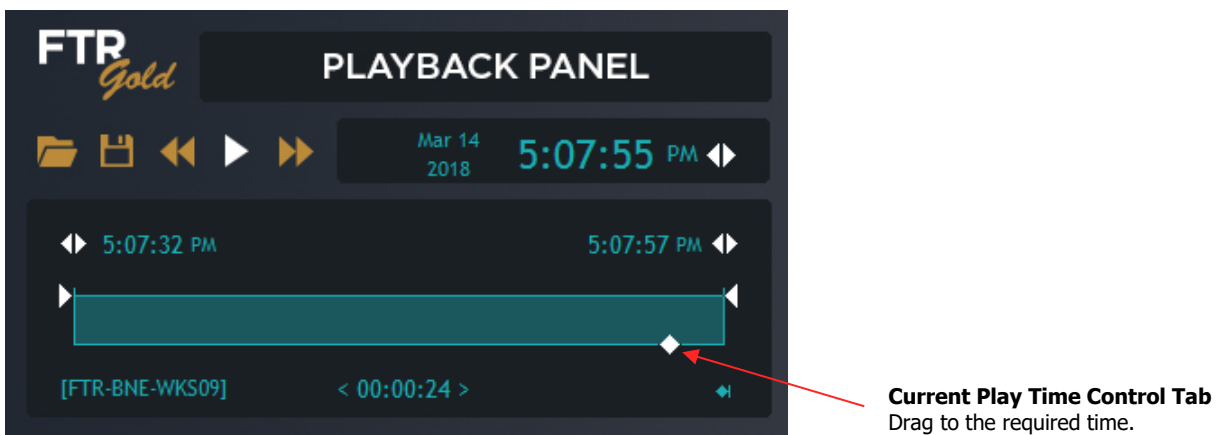 FTR
Gold
PLAYBACK PANEL
Mar 14
2018
5:07:55 PM
5:07:32 PM
5:07:57 PM
[FTR-BNE-WKS09]
< 00:00:24 >
Current Play Time Control Tab
Drag to the required time.